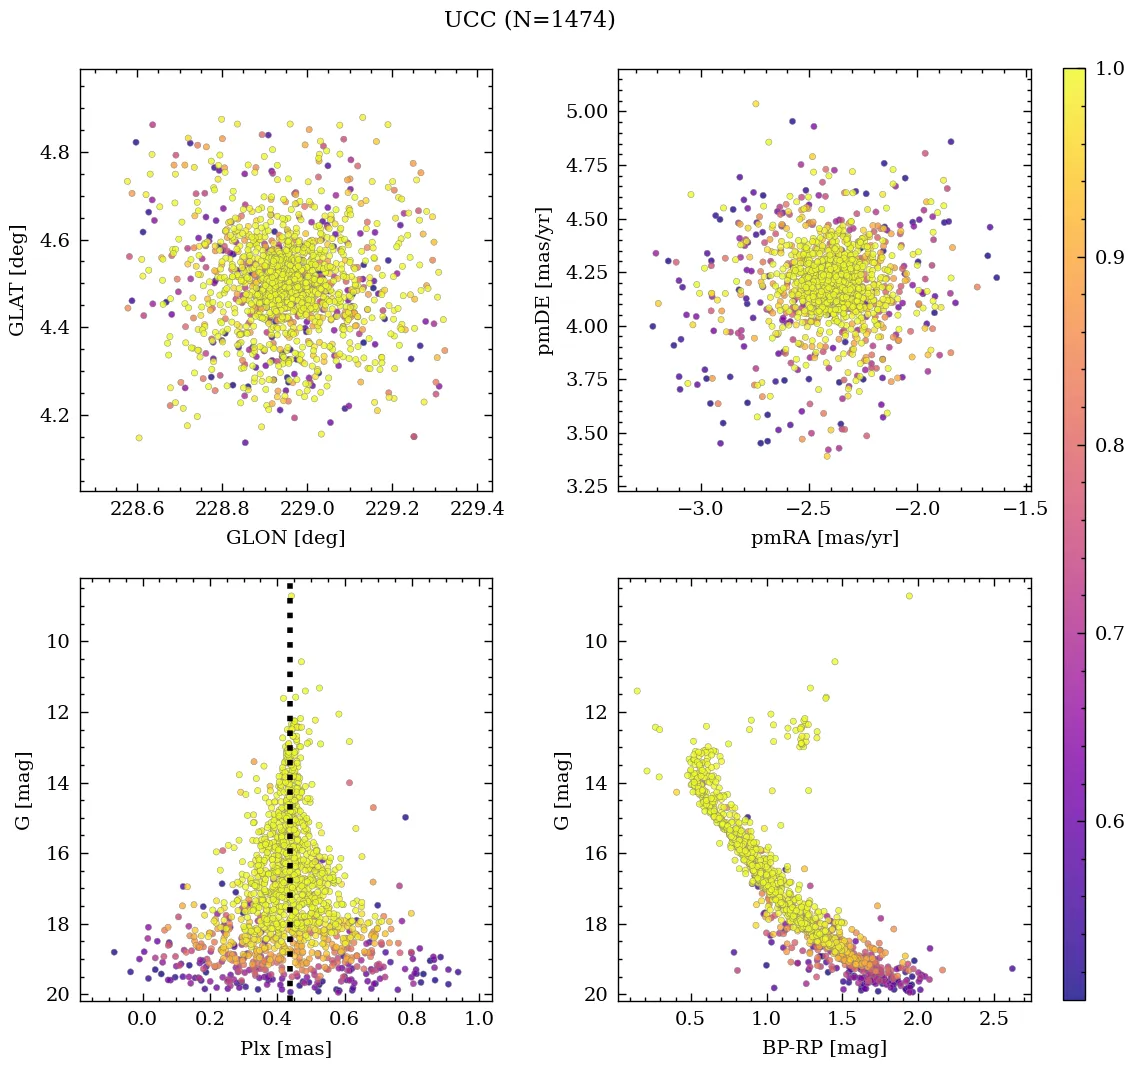 UCC (N=1474)
4.8
4.6
4.4
4.2
GLAT [deg]
228.6 228.8 229.0 229.2 229.4
GLON [deg]
5.00
4.75
4.50
4.25
4.00
3.75
3.50
3.25
pmDE [mas/yr]
−3.0 −2.5 −2.0 −1.5
pmRA [mas/yr]
1.0
0.9
0.8
0.7
0.6
10
12
14
16
18
20
G [mag]
0.0 0.2 0.4 0.6 0.8 1.0
Plx [mas]
10
12
14
16
18
20
G [mag]
0.5 1.0 1.5 2.0 2.5
BP-RP [mag]